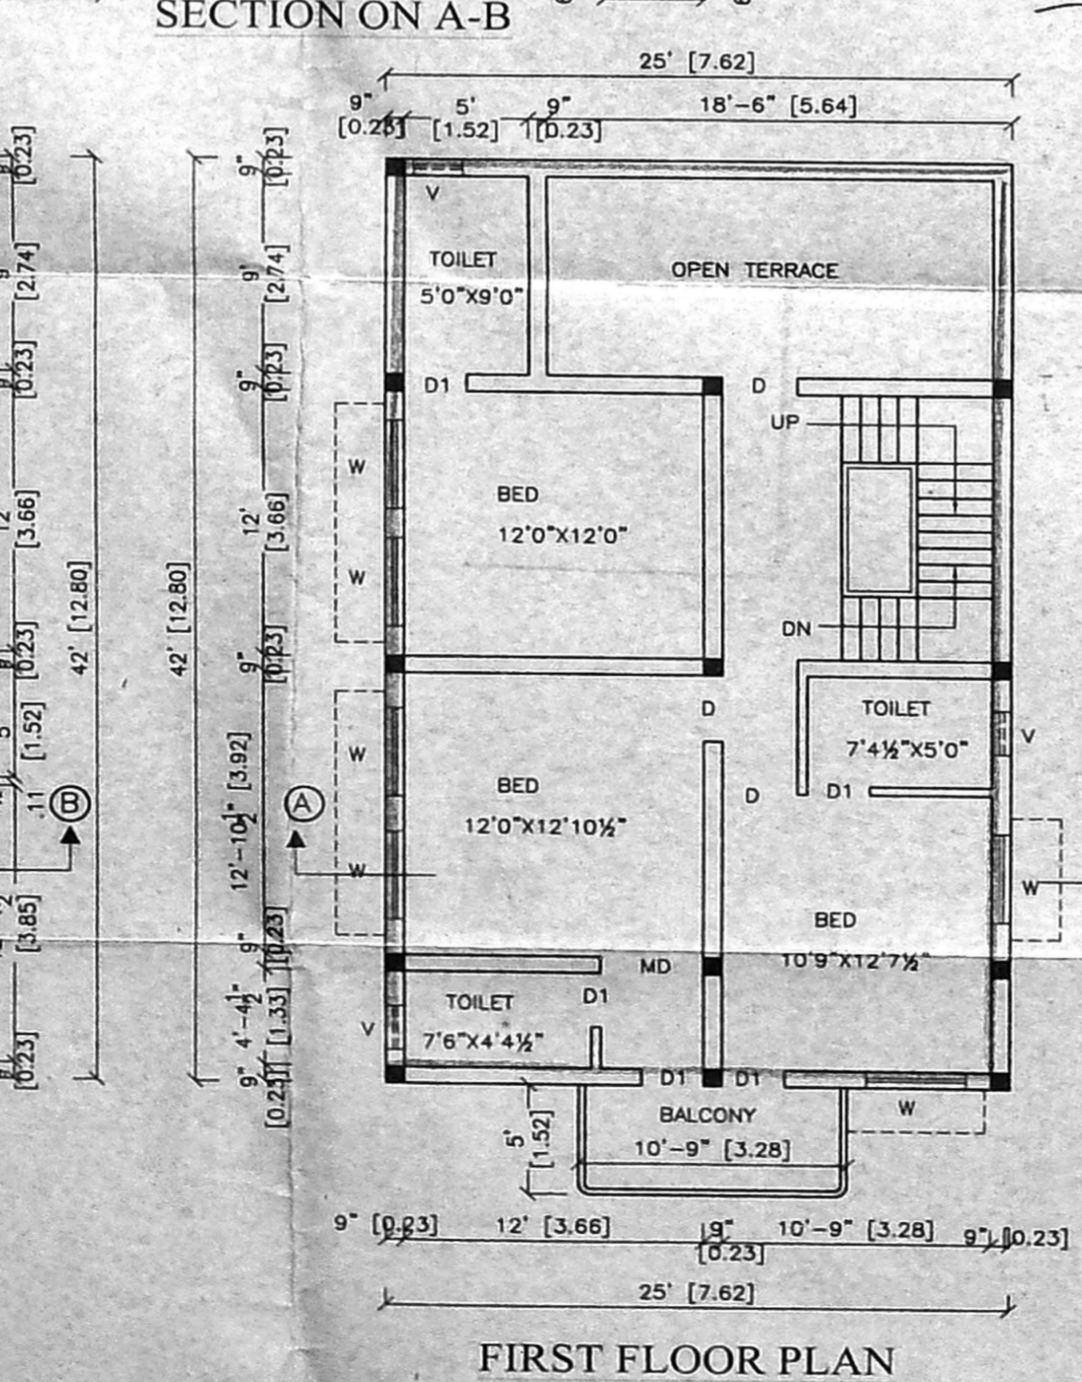 SECTION ON A-B
25' [7.62]
9" 5' 9" 18'-6" [5.64]
[0.23] [1.52] [0.23]
[0.23]
9"
[0.23]
V
TOILET
5'0"X9'0"
OPEN TERRACE
9'
[2.74]
9'
[2.74]
[0.23]
9"
[0.23]
D1
D
UP
W
BED
12'0"X12'0"
12'
[3.66]
12'
[3.66]
W
42' [12.80]
42' [12.80]
DN
[0.23]
9"
[0.23]
D
TOILET
7'4½"X5'0"
V
5'
[1.52]
12'-10½" [3.92]
W
BED
12'0"X12'10½"
D
D1
.11
B
A
W
W
BED
10'9"X12'7½"
[3.85]
9"
[0.23]
MD
TOILET
7'6"X4'4½"
D1
V
4'-4½"
[1.33]
[0.23]
9"
[0.23]
D1
D1
W
BALCONY
10'-9" [3.28]
5'
[1.52]
9" [0.23] 12' [3.66] 9" 10'-9" [3.28] 9" [0.23]
[0.23]
25' [7.62]
FIRST FLOOR PLAN